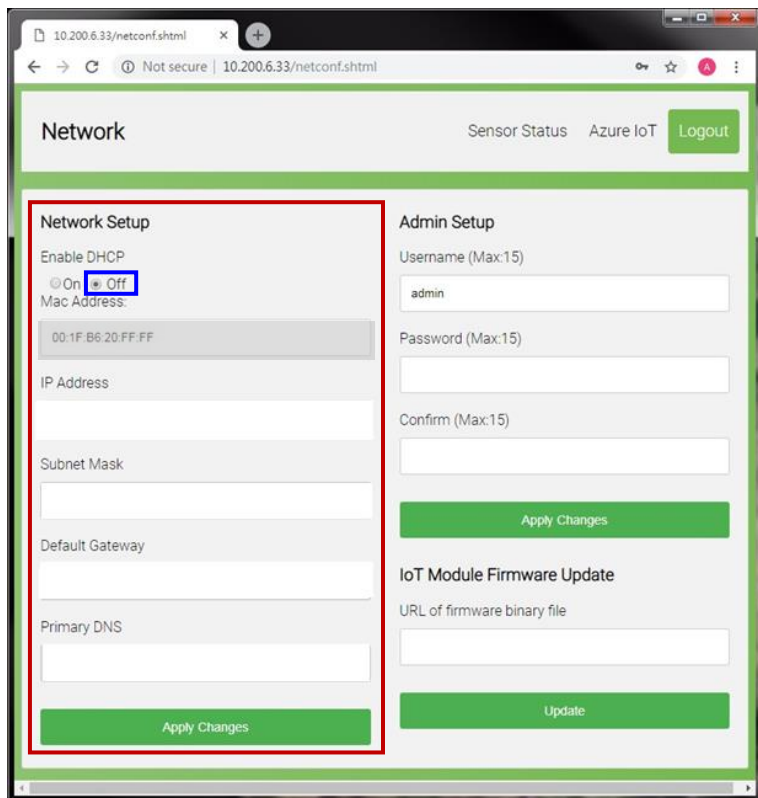 10.200.6.33/netconf.shtml
Not secure | 10.200.6.33/netconf.shtml
A
Network
Sensor Status
Azure IoT
Logout
Network Setup
Enable DHCP
On
Off
Mac Address:
00:1F:B6:20:FF:FF
IP Address
Subnet Mask
Default Gateway
Primary DNS
Apply Changes
Admin Setup
Username (Max:15)
admin
Password (Max:15)
Confirm (Max:15)
Apply Changes
IoT Module Firmware Update
URL of firmware binary file
Update